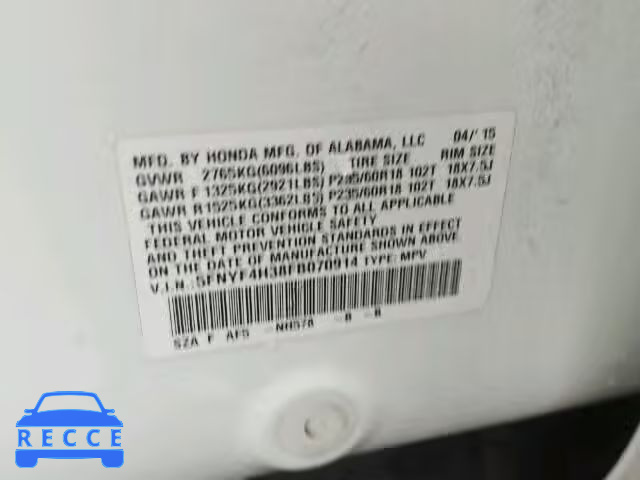 MFD. BY HONDA MFG. OF ALABAMA, LLC 04/'15
GVWR 2765KG(6096LBS) TIRE SIZE RIM SIZE
GAWR F 1325KG(2921LBS) P235/60R18 102T 18X7.5J
GAWR R 1525KG(3362LBS) P235/60R18 102T 18X7.5J
THIS VEHICLE CONFORMS TO ALL APPLICABLE
FEDERAL MOTOR VEHICLE SAFETY
AND THEFT PREVENTION STANDARDS IN EFFECT
ON THE DATE OF MANUFACTURE SHOWN ABOVE.
V.I.N.: 5FNYF4H38FB070914 TYPE: MPV
SZA F AFS NH578 -B -B
RECCE